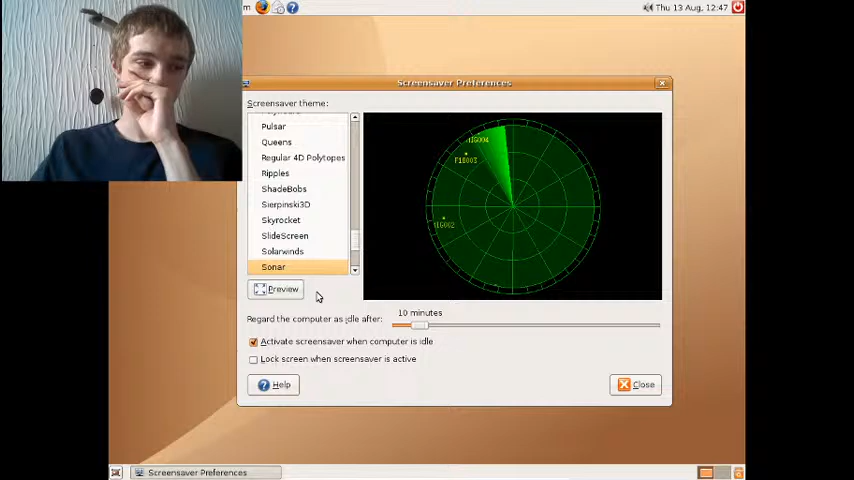 Thu 13 Aug, 12:47
Screensaver Preferences
Screensaver theme:
Pulsar
Queens
Regular 4D Polytopes
Ripples
ShadeBobs
Sierpinski3D
Skyrocket
SlideScreen
Solarwinds
Sonar
F18003
Preview
10 minutes
Regard the computer as idle after:
Activate screensaver when computer is idle
Lock screen when screensaver is active
Help
Close
Screensaver Preferences